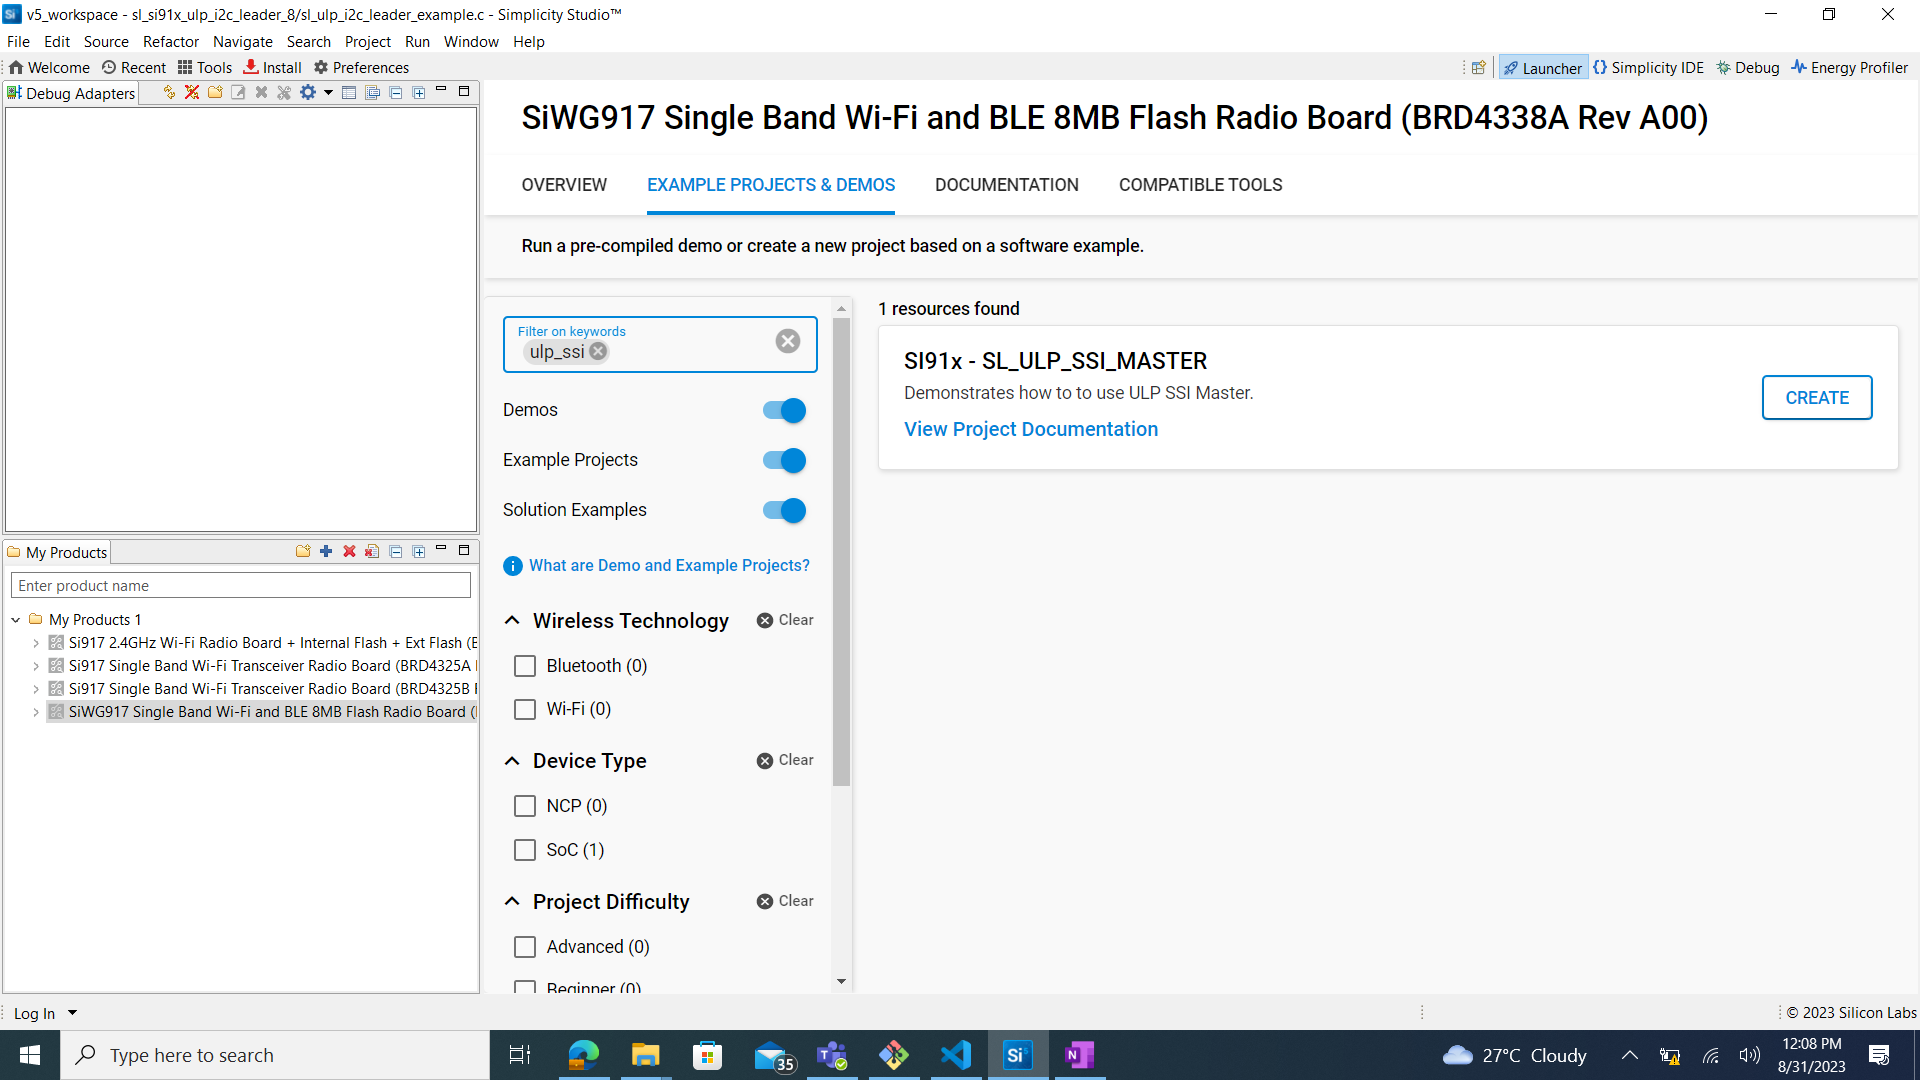 v5_workspace - sl_si91x_ulp_i2c_leader_8/sl_ulp_i2c_leader_example.c - Simplicity Studio™
File Edit Source Refactor Navigate Search Project Run Window Help
Welcome Recent Tools Install Preferences
Launcher Simplicity IDE Debug Energy Profiler
Debug Adapters
SiWG917 Single Band Wi-Fi and BLE 8MB Flash Radio Board (BRD4338A Rev A00)
OVERVIEW EXAMPLE PROJECTS & DEMOS DOCUMENTATION COMPATIBLE TOOLS
Run a pre-compiled demo or create a new project based on a software example.
Filter on keywords
ulp_ssi
Demos
Example Projects
Solution Examples
What are Demo and Example Projects?
Wireless Technology Clear
Bluetooth (0)
Wi-Fi (0)
Device Type Clear
NCP (0)
SoC (1)
Project Difficulty Clear
Advanced (0)
Beginner (0)
1 resources found
SI91x - SL_ULP_SSI_MASTER
Demonstrates how to to use ULP SSI Master.
View Project Documentation
CREATE
My Products
Enter product name
My Products 1
Si917 2.4GHz Wi-Fi Radio Board + Internal Flash + Ext Flash (E
Si917 Single Band Wi-Fi Transceiver Radio Board (BRD4325A
Si917 Single Band Wi-Fi Transceiver Radio Board (BRD4325B
SiWG917 Single Band Wi-Fi and BLE 8MB Flash Radio Board (
Log In
© 2023 Silicon Labs
Type here to search
35
Si
N
27°C Cloudy
12:08 PM
8/31/2023